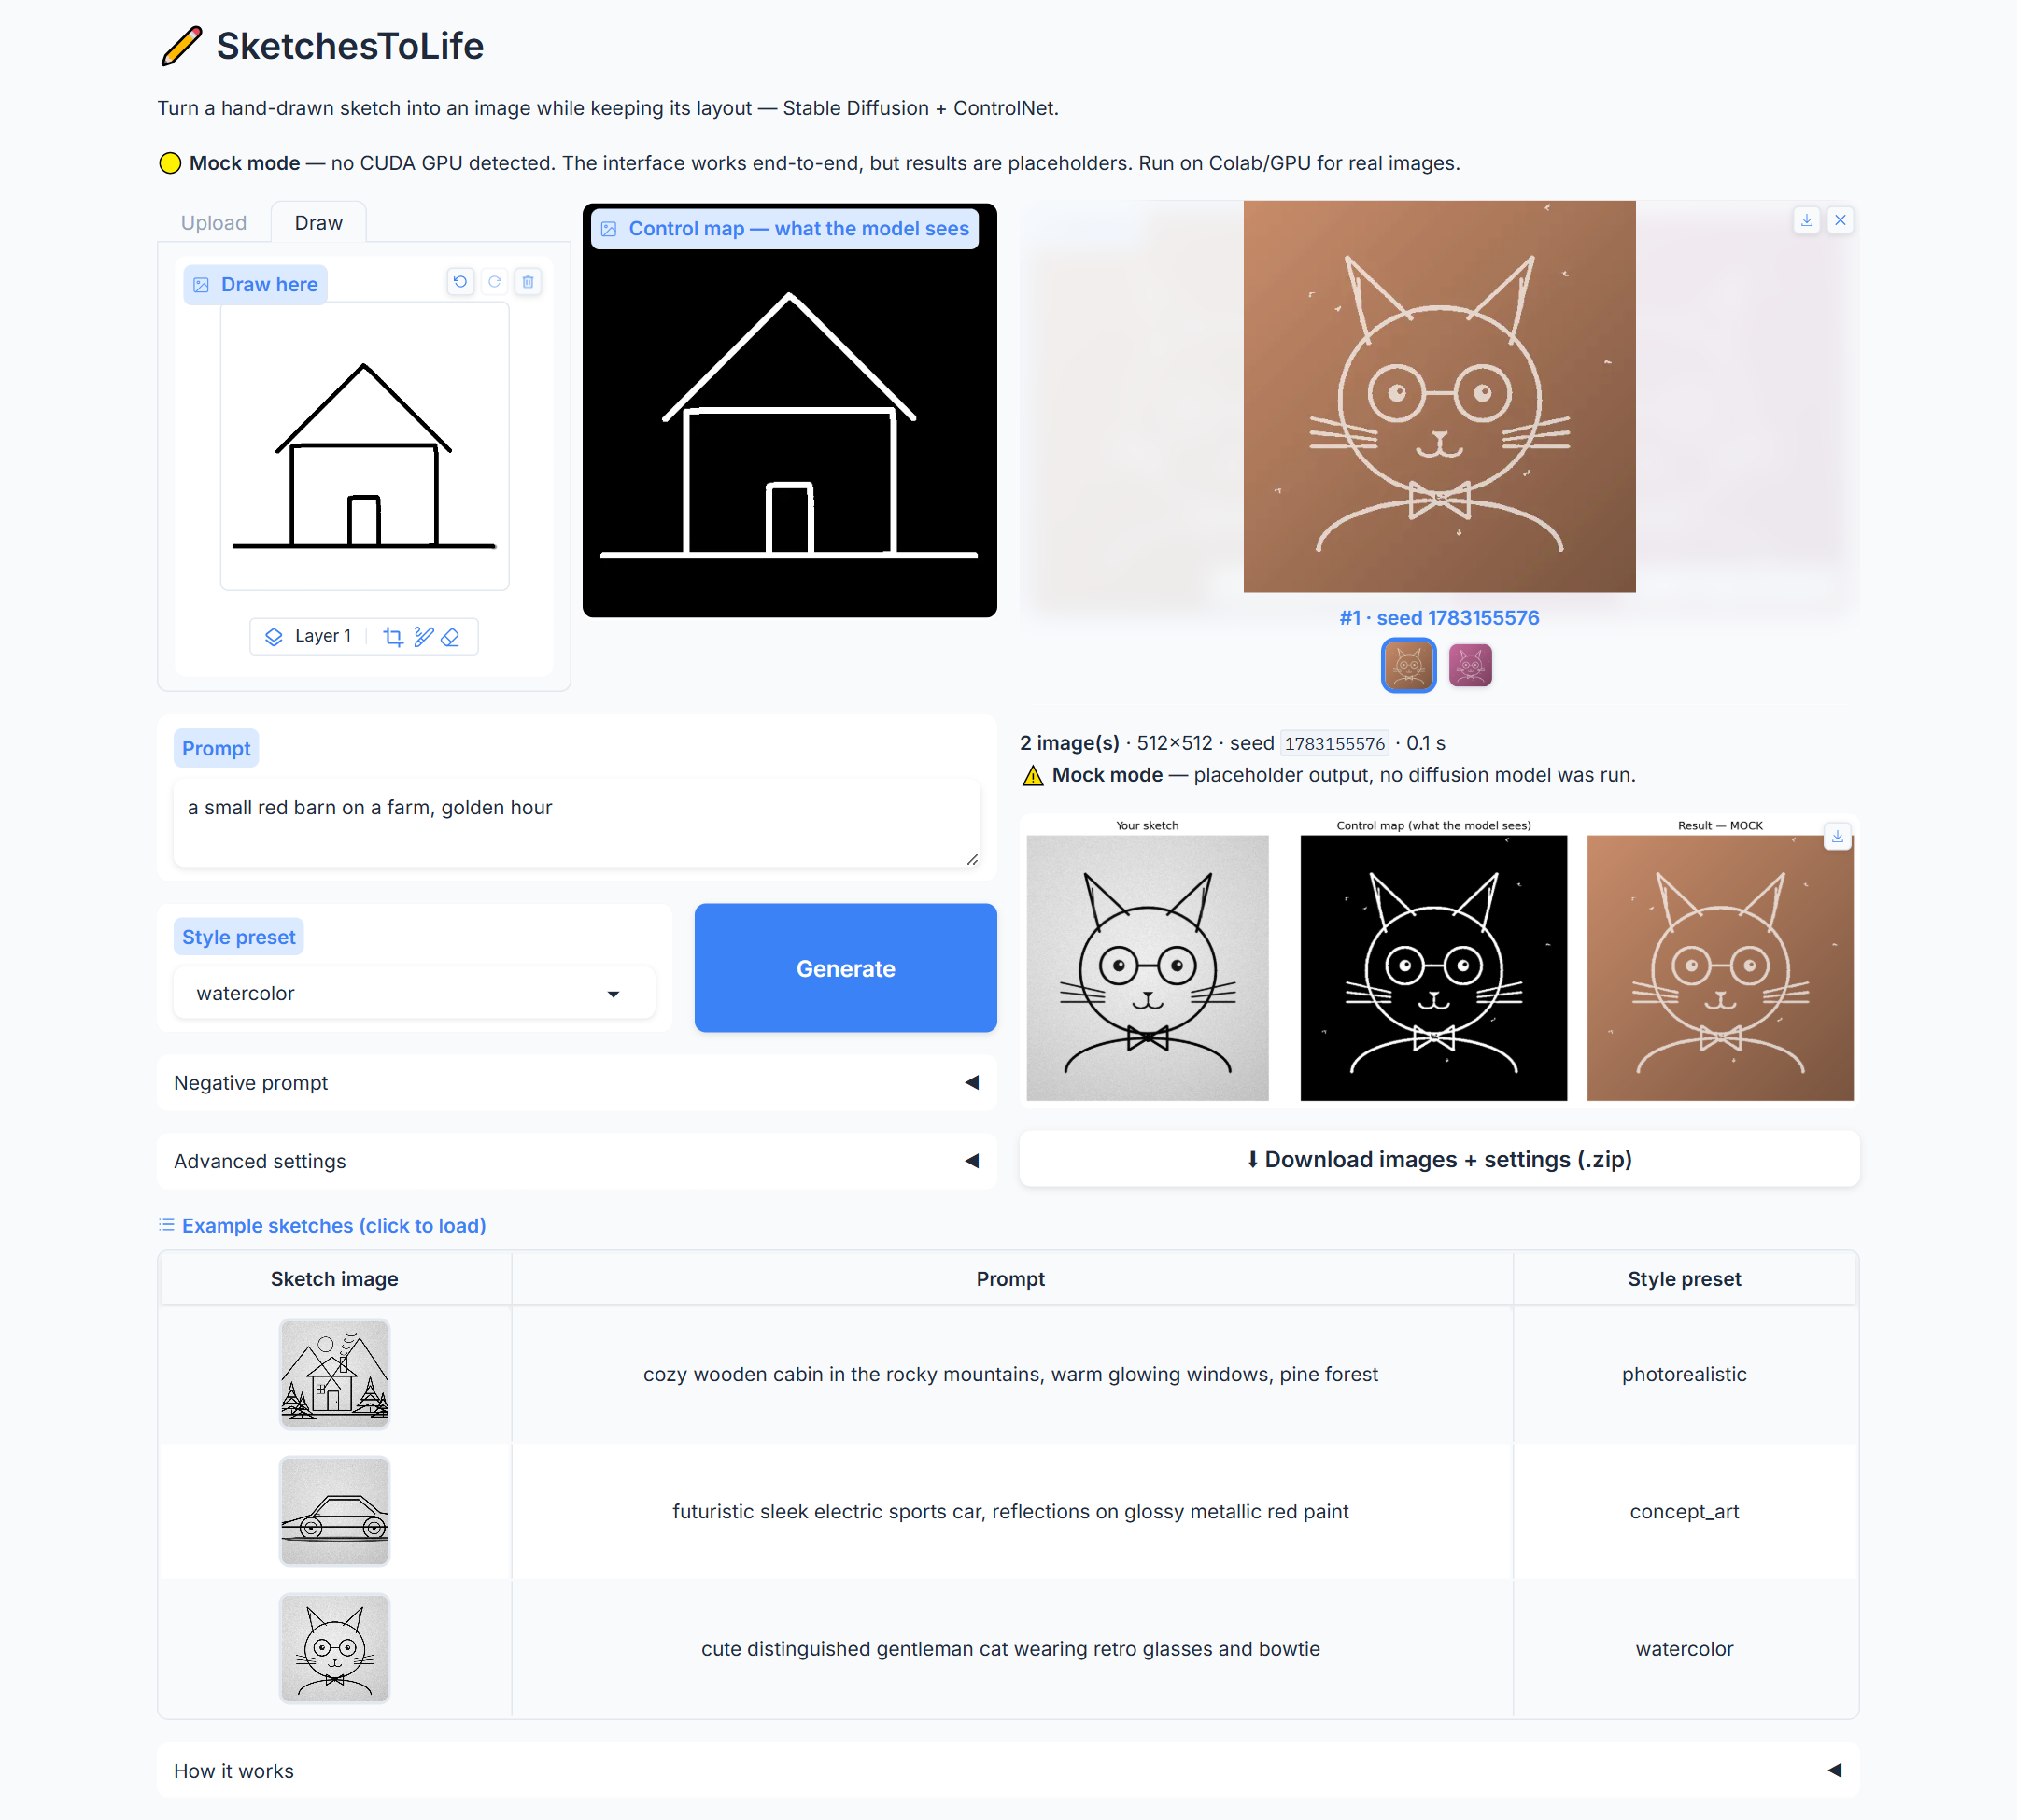 SketchesToLife
Turn a hand-drawn sketch into an image while keeping its layout — Stable Diffusion + ControlNet.
Mock mode — no CUDA GPU detected. The interface works end-to-end, but results are placeholders. Run on Colab/GPU for real images.
Upload
Draw
Draw here
Layer 1
Control map — what the model sees
#1 · seed 1783155576
Prompt
a small red barn on a farm, golden hour
Style preset
watercolor
Generate
Negative prompt
Advanced settings
2 image(s) · 512×512 · seed 1783155576 · 0.1 s
Mock mode — placeholder output, no diffusion model was run.
Your sketch
Control map (what the model sees)
Result — MOCK
⬇ Download images + settings (.zip)
Example sketches (click to load)
Sketch image
Prompt
Style preset
cozy wooden cabin in the rocky mountains, warm glowing windows, pine forest
photorealistic
futuristic sleek electric sports car, reflections on glossy metallic red paint
concept_art
cute distinguished gentleman cat wearing retro glasses and bowtie
watercolor
How it works